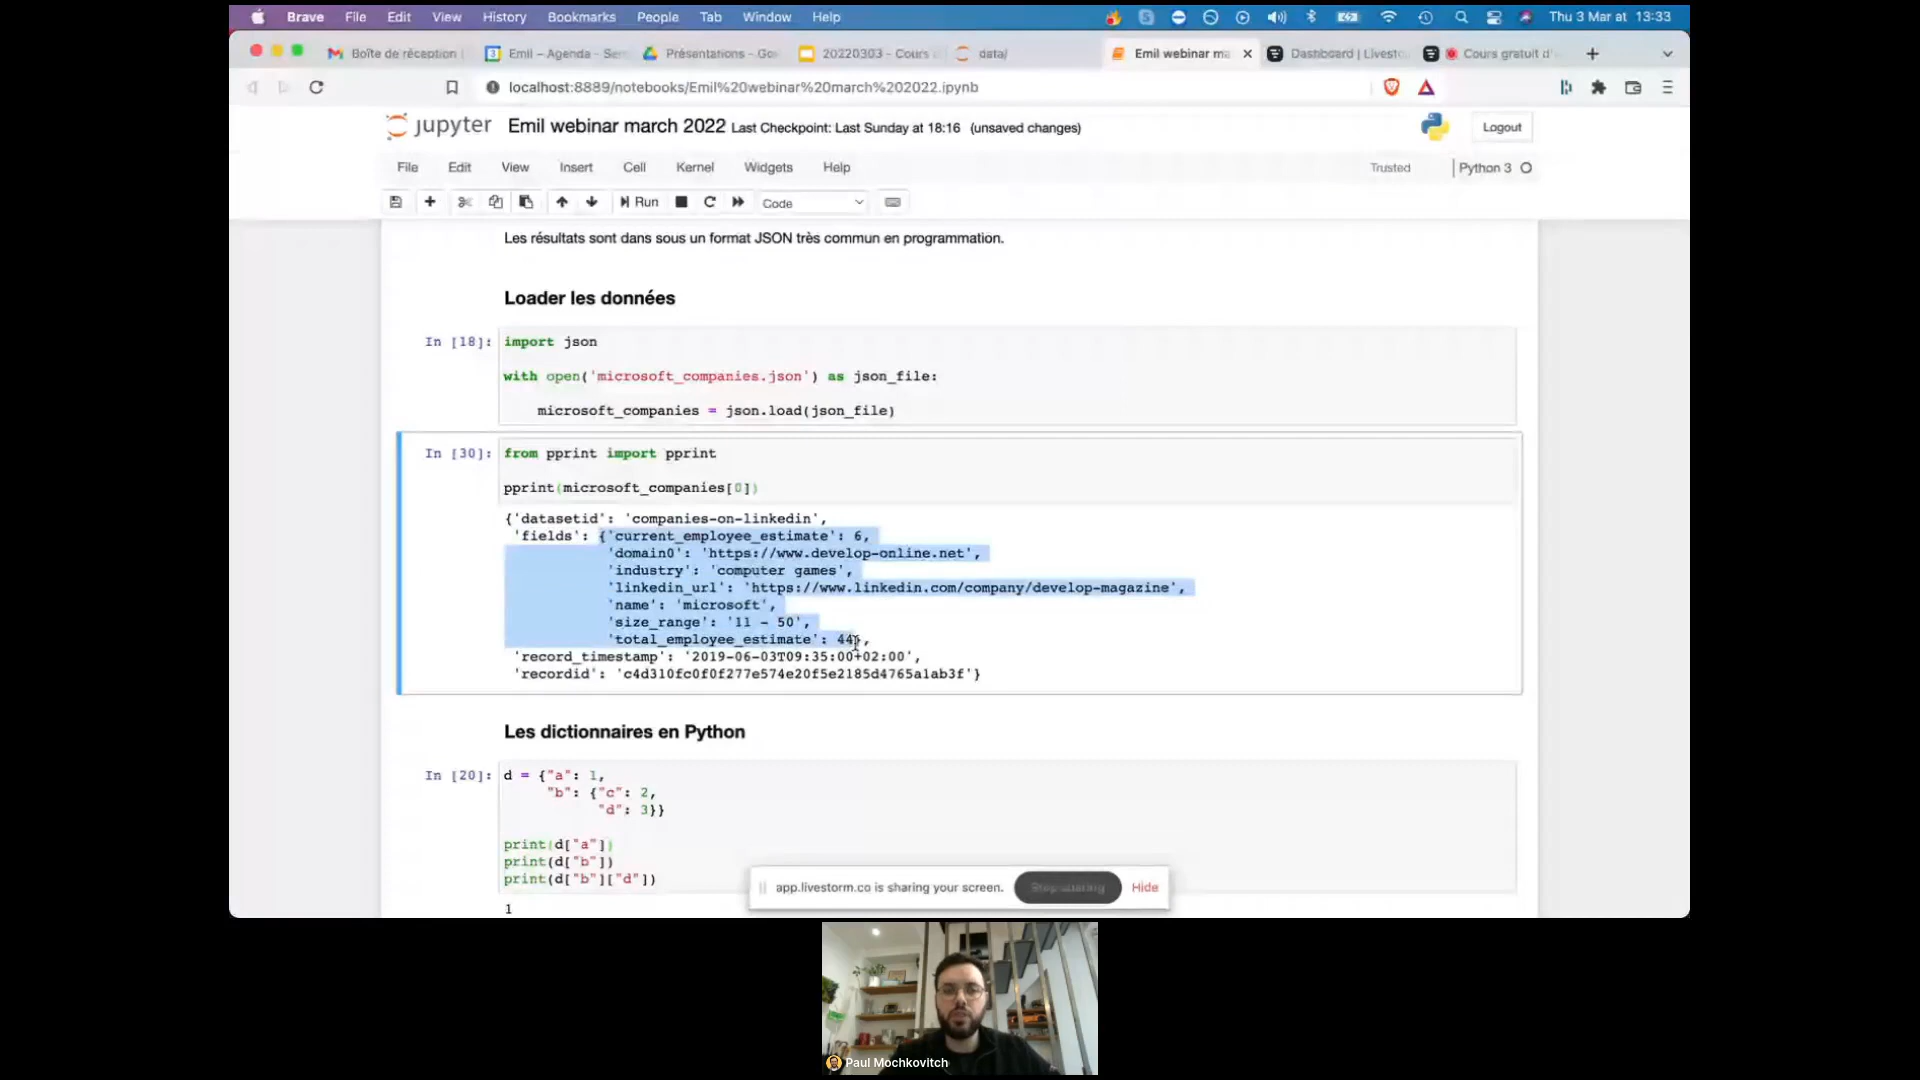 Brave File Edit View History Bookmarks People Tab Window Help Thu 3 Mar at 13:33
Boîte de réception Emil – Agenda - Se Présentations - Go 20220303 - Cours data/ Emil webinar ma Dashboard | Livesto Cours gratuit d'
localhost:8889/notebooks/Emil%20webinar%20march%202022.ipynb
jupyter Emil webinar march 2022 Last Checkpoint: Last Sunday at 18:16 (unsaved changes) Logout
File Edit View Insert Cell Kernel Widgets Help Trusted Python 3
Run Code
Les résultats sont dans sous un format JSON très commun en programmation.
Loader les données
In [18]: import json
with open('microsoft_companies.json') as json_file:
microsoft_companies = json.load(json_file)
In [30]: from pprint import pprint
pprint(microsoft_companies[0])
{'datasetid': 'companies-on-linkedin',
'fields': {'current_employee_estimate': 6,
'domain0': 'https://www.develop-online.net',
'industry': 'computer games',
'linkedin_url': 'https://www.linkedin.com/company/develop-magazine',
'name': 'microsoft',
'size_range': '11 - 50',
'total_employee_estimate': 44},
'record_timestamp': '2019-06-03T09:35:00+02:00',
'recordid': 'c4d310fc0f0f277e574e20f5e2185d4765a1ab3f'}
Les dictionnaires en Python
In [20]: d = {"a": 1,
"b": {"c": 2,
"d": 3}}
print(d["a"])
print(d["b"])
print(d["b"]["d"])
1
app.livestorm.co is sharing your screen. Stop sharing Hide
Paul Mochkovitch